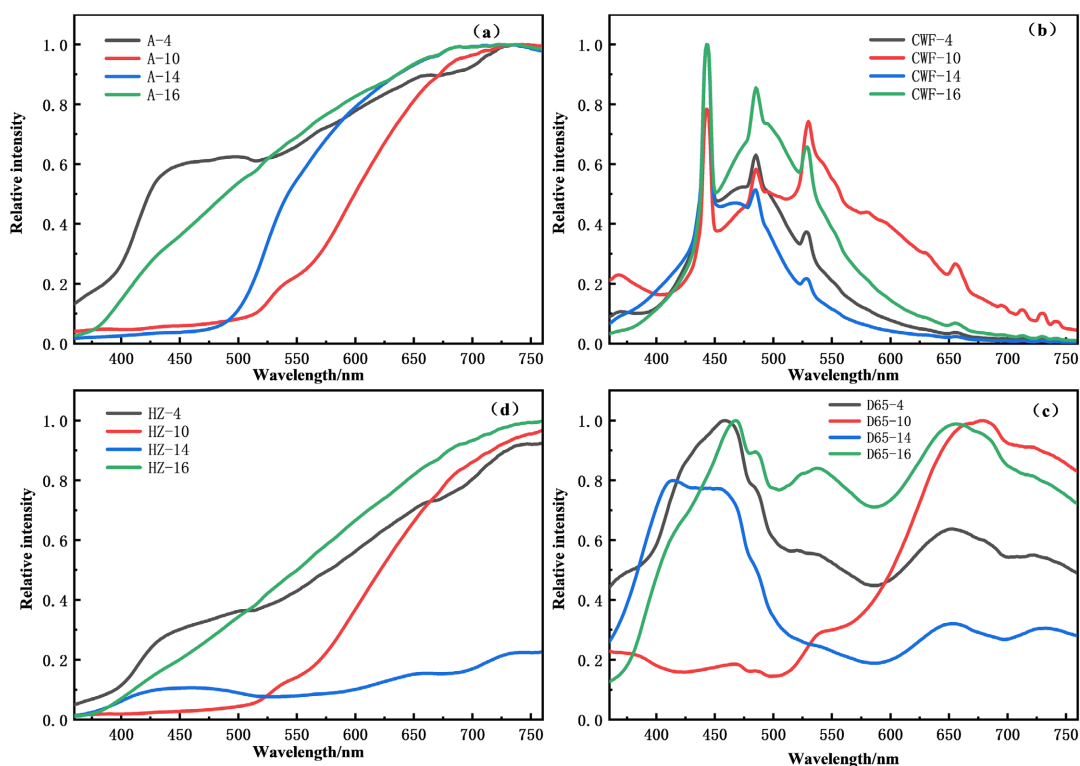 (a)
A-4
A-10
A-14
A-16
Relative intensity
1.0
0.8
0.6
0.4
0.2
0.0
400 450 500 550 600 650 700 750
Wavelength/nm
(b)
CWF-4
CWF-10
CWF-14
CWF-16
Relative intensity
1.0
0.8
0.6
0.4
0.2
0.0
400 450 500 550 600 650 700 750
Wavelength/nm
(d)
HZ-4
HZ-10
HZ-14
HZ-16
Relative intensity
1.0
0.8
0.6
0.4
0.2
0.0
400 450 500 550 600 650 700 750
Wavelength/nm
(c)
D65-4
D65-10
D65-14
D65-16
Relative intensity
1.0
0.8
0.6
0.4
0.2
0.0
400 450 500 550 600 650 700 750
Wavelength/nm